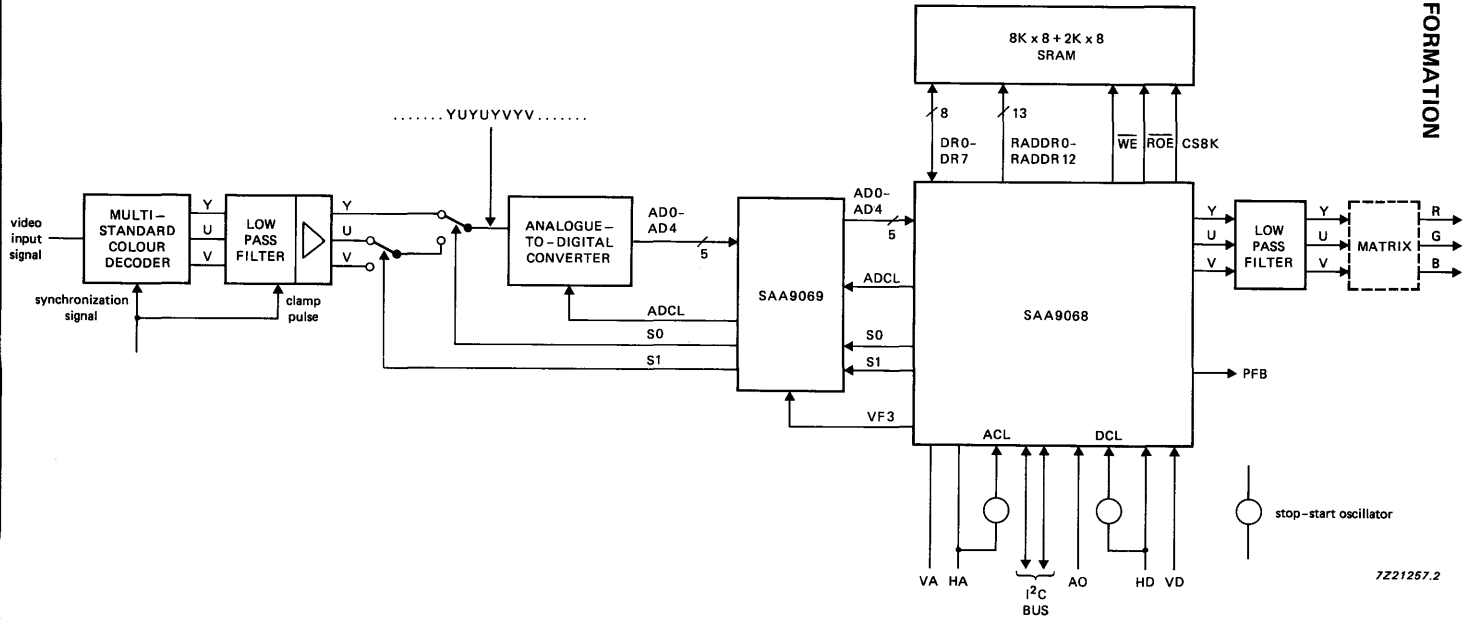 FORMATION
8K x 8 + 2K x 8
SRAM
8
DR0-
DR7
13
RADDR0-
RADDR12
WE
ROE
CS8K
.......YUYUYVYV.......
video
input
signal
MULTI-
STANDARD
COLOUR
DECODER
Y
U
V
LOW
PASS
FILTER
Y
U
V
synchronization
signal
clamp
pulse
ANALOGUE-
TO-DIGITAL
CONVERTER
AD0-
AD4
5
ADCL
S0
S1
SAA9069
AD0-
AD4
5
ADCL
S0
S1
VF3
SAA9068
ACL
DCL
Y
U
V
LOW
PASS
FILTER
Y
U
V
MATRIX
R
G
B
PFB
stop-start oscillator
VA
HA
I²C
BUS
AO
HD
VD
7Z21257.2